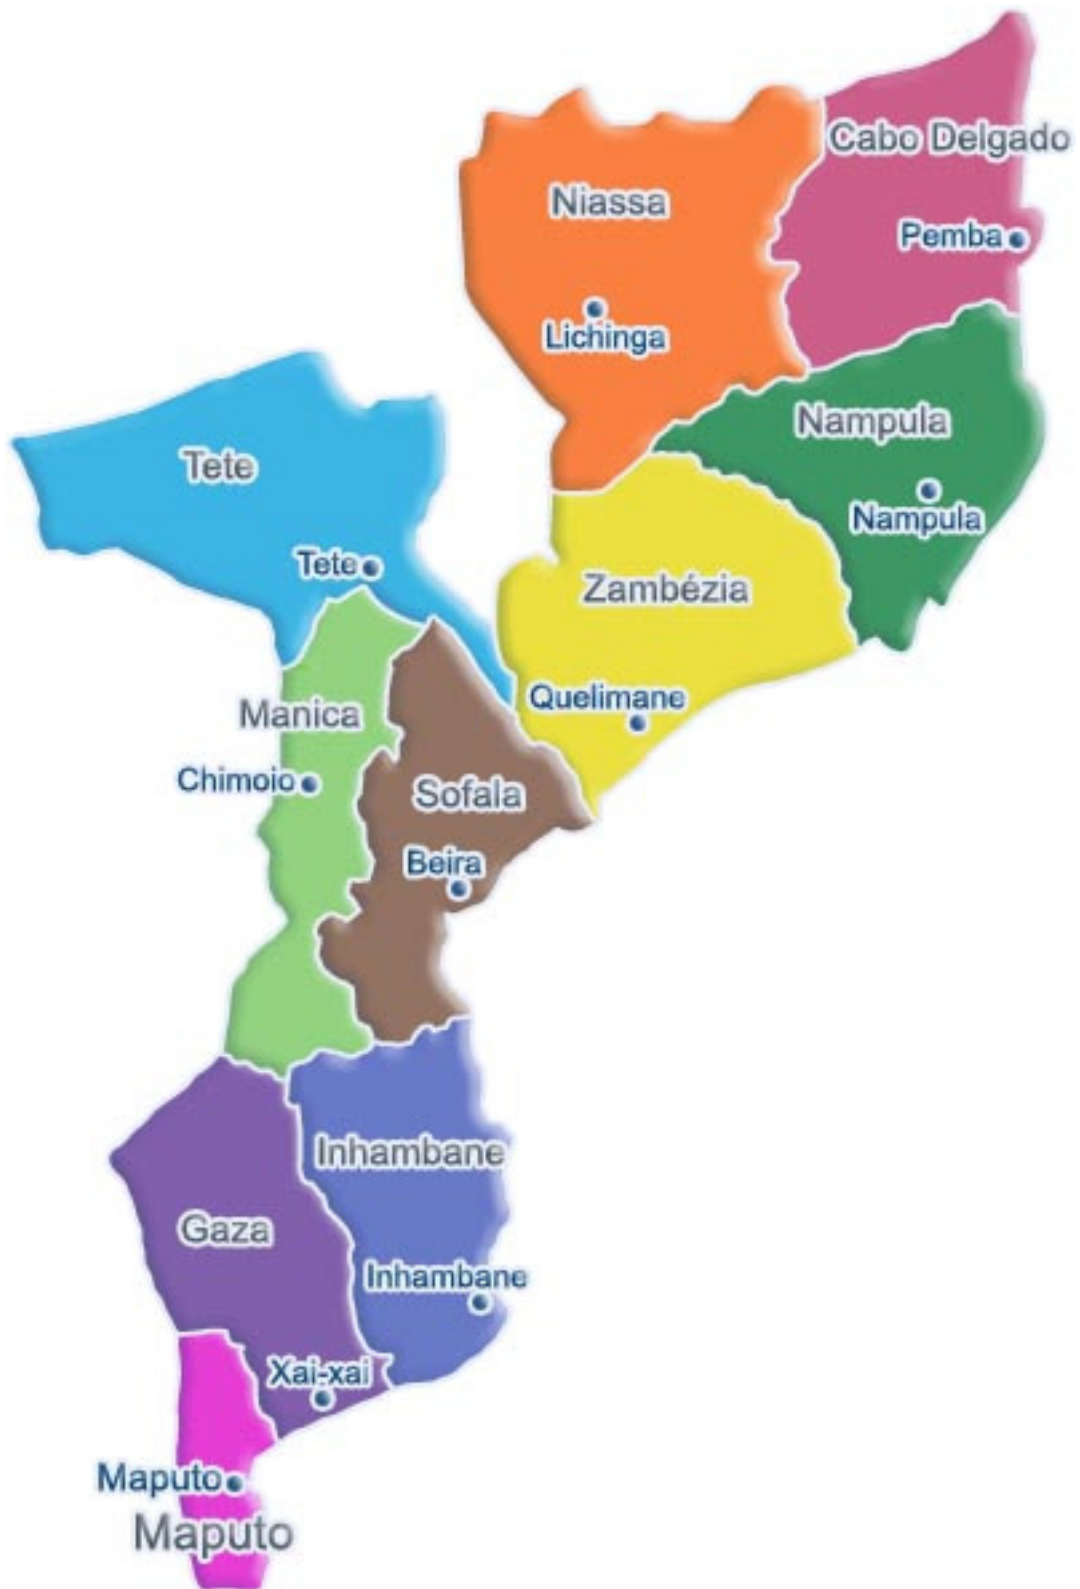 Cabo Delgado
Niassa
Pemba
Lichinga
Nampula
Tete
Nampula
Tete
Zambézia
Quelimane
Manica
Chimoio
Sofala
Beira
Inhambane
Gaza
Inhambane
Xai-xai
Maputo
Maputo